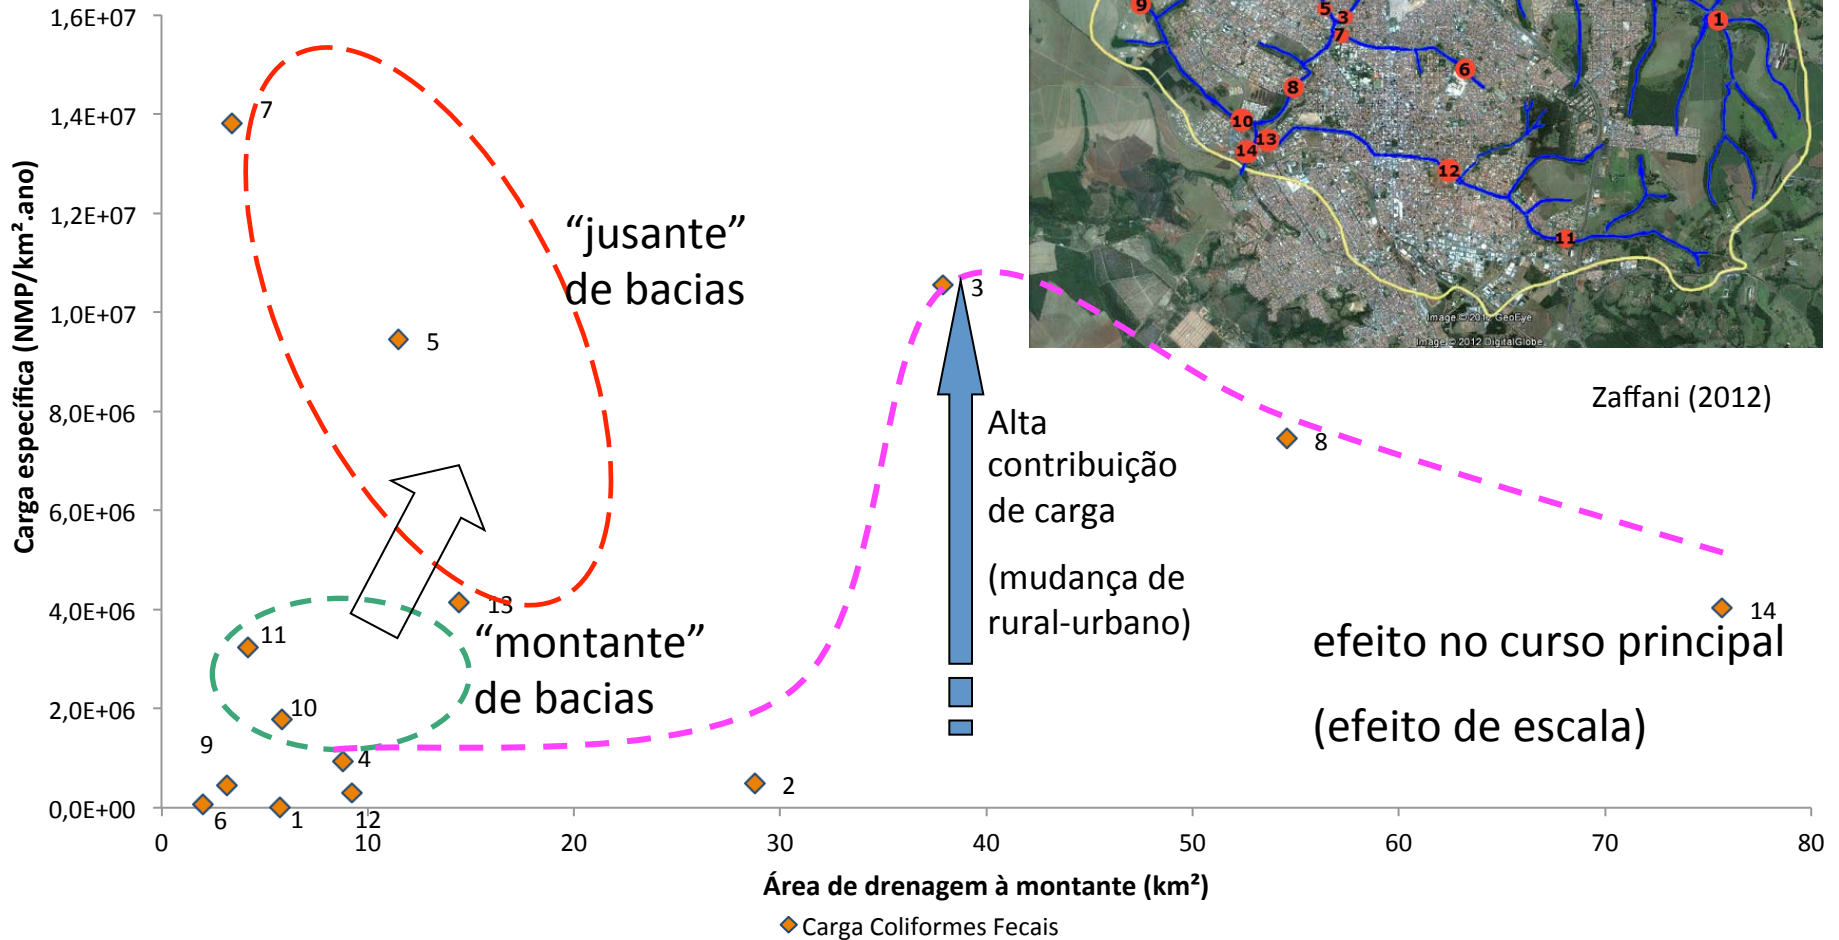 1,6E+07
1,4E+07
1,2E+07
1,0E+07
8,0E+06
6,0E+06
4,0E+06
2,0E+06
0,0E+00
Carga específica (NMP/km².ano)
0
10
20
30
40
50
60
70
80
Área de drenagem à montante (km²)
Carga Coliformes Fecais
7
5
13
11
10
9
4
6
1
12
2
3
8
14
“jusante”
de bacias
“montante”
de bacias
Alta
contribuição
de carga
(mudança de
rural-urbano)
efeito no curso principal
(efeito de escala)
Zaffani (2012)
9
5
3
7
1
6
8
10
13
14
12
11
Image © 2012 GeoEye
Image © 2012 DigitalGlobe